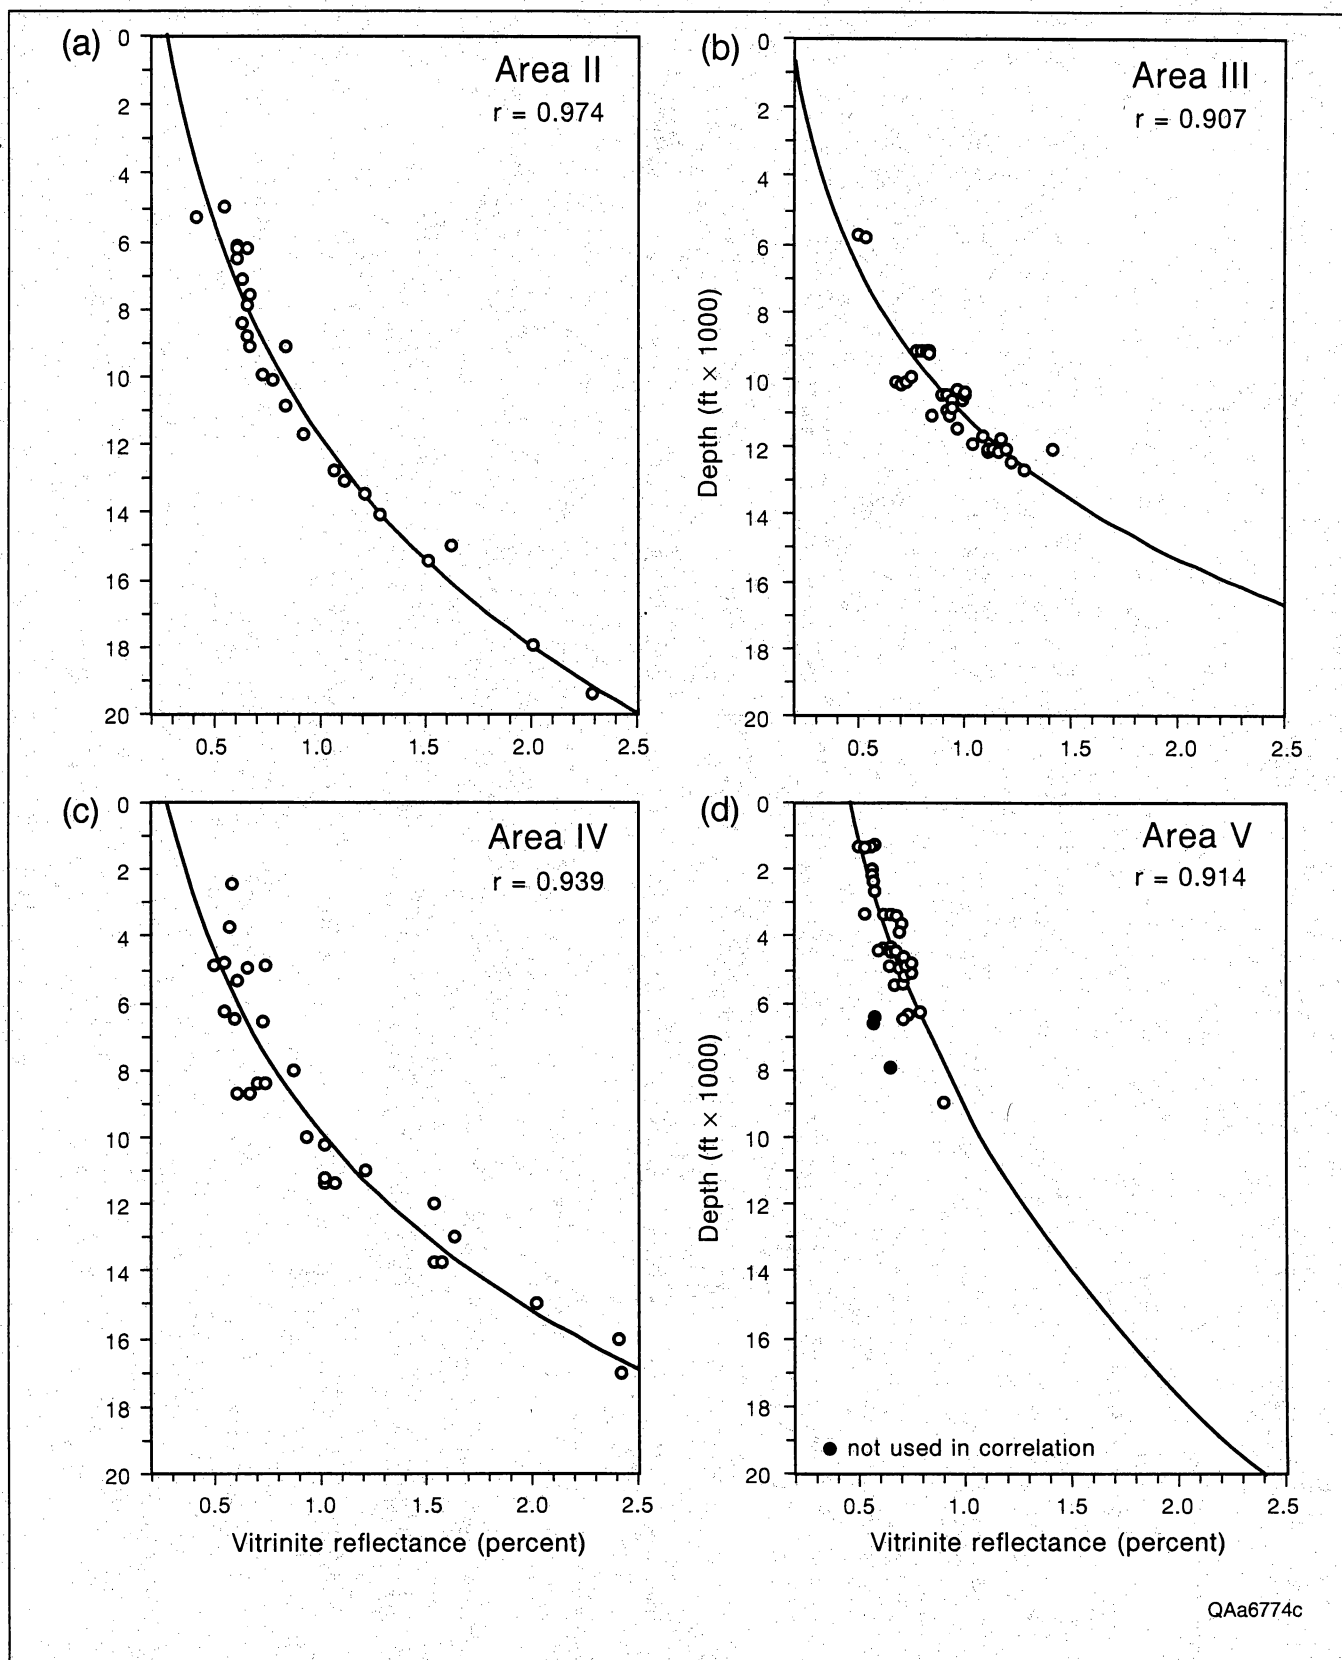 (a)
Area II
r = 0.974
0
2
4
6
8
10
12
14
16
18
20
0.5 1.0 1.5 2.0 2.5
(b)
Area III
r = 0.907
Depth (ft × 1000)
0
2
4
6
8
10
12
14
16
18
20
0.5 1.0 1.5 2.0 2.5
(c)
Area IV
r = 0.939
0
2
4
6
8
10
12
14
16
18
20
0.5 1.0 1.5 2.0 2.5
Vitrinite reflectance (percent)
(d)
Area V
r = 0.914
Depth (ft × 1000)
0
2
4
6
8
10
12
14
16
18
20
not used in correlation
0.5 1.0 1.5 2.0 2.5
Vitrinite reflectance (percent)
QAa6774c